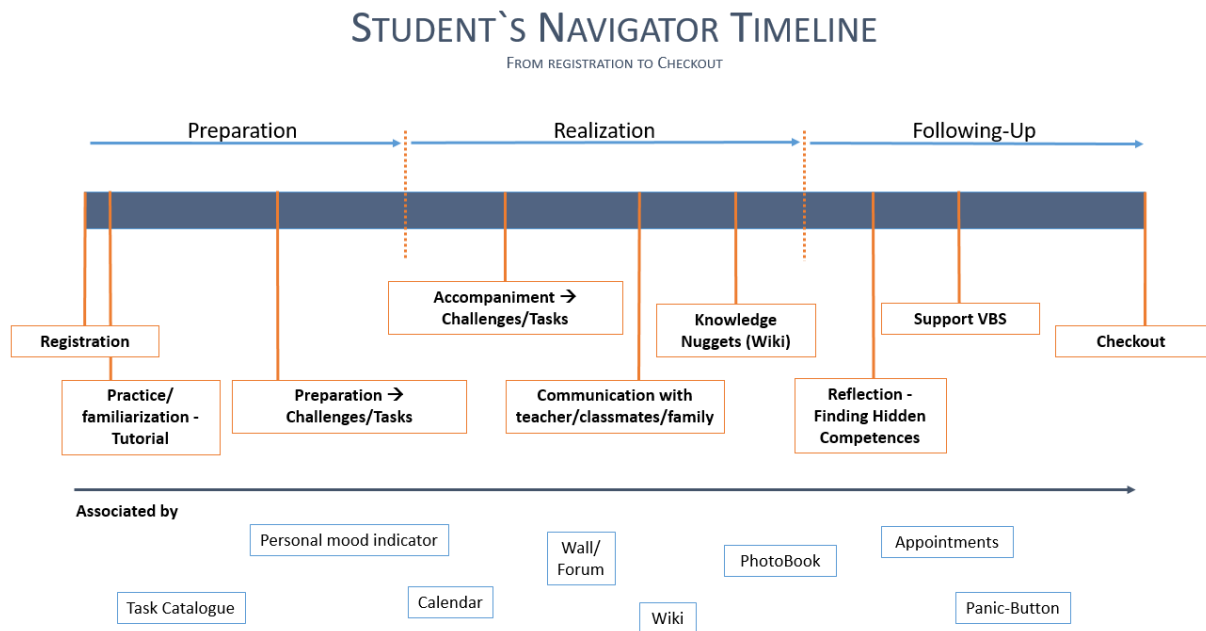 STUDENT`S NAVIGATOR TIMELINE
FROM REGISTRATION TO CHECKOUT
Preparation
Realization
Following-Up
Registration
Practice/
familiarization -
Tutorial
Preparation →
Challenges/Tasks
Accompaniment →
Challenges/Tasks
Communication with
teacher/classmates/family
Knowledge
Nuggets (Wiki)
Reflection -
Finding Hidden
Competences
Support VBS
Checkout
Associated by
Personal mood indicator
Wall/
Forum
PhotoBook
Appointments
Task Catalogue
Calendar
Wiki
Panic-Button